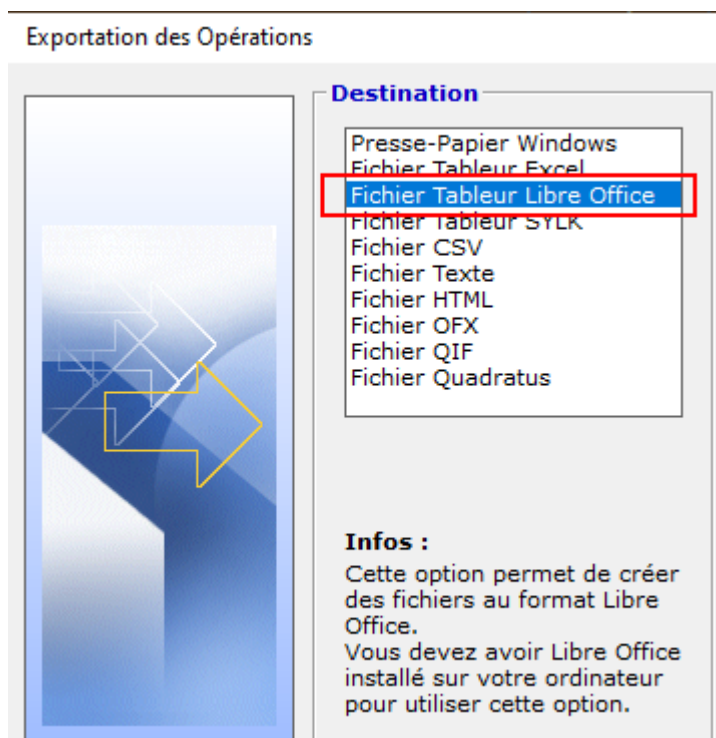 Exportation des Opérations
Destination
Presse-Papier Windows
Fichier Tableur Excel
Fichier Tableur Libre Office
Fichier Tableur SYLK
Fichier CSV
Fichier Texte
Fichier HTML
Fichier OFX
Fichier QIF
Fichier Quadratus
Infos :
Cette option permet de créer
des fichiers au format Libre
Office.
Vous devez avoir Libre Office
installé sur votre ordinateur
pour utiliser cette option.